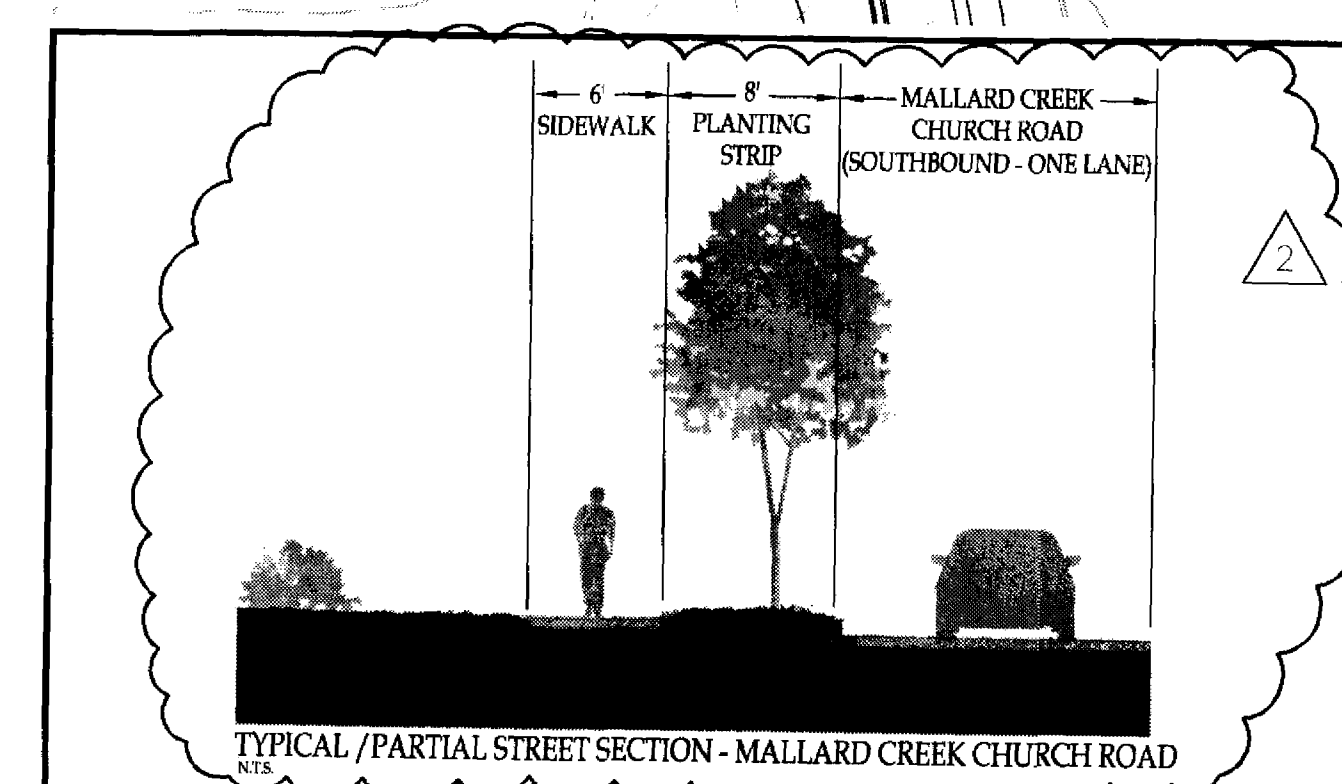 6'
SIDEWALK
8'
PLANTING
STRIP
MALLARD CREEK
CHURCH ROAD
(SOUTHBOUND - ONE LANE)
2
TYPICAL / PARTIAL STREET SECTION - MALLARD CREEK CHURCH ROAD
N.T.S.